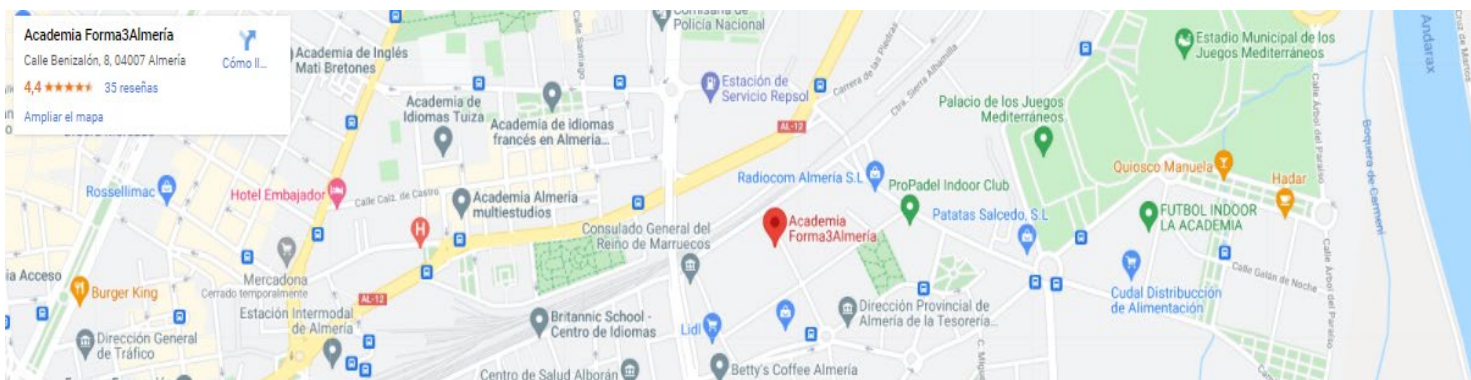 Academia Forma3Almería
Calle Benizalón, 8, 04007 Almería
4,4
35 reseñas
Ampliar el mapa
Cómo ll...
Academia de Inglés
Mati Bretones
Policía Nacional
Calle Santiago
Estación de
Servicio Repsol
Carrera de las Piedras
Ctra. Sierra Alhamilla
Estadio Municipal de los
Juegos Mediterráneos
Andarax
Academia de
Idiomas Tuiza
Academia de idiomas
francés en Almería...
AL-12
Palacio de los Juegos
Mediterráneos
Calle Árbol del Paraíso
Boquera de Carmení
Rossellimac
Hotel Embajador
Calle Calz. de Castro
Academia Almeria
multiestudios
Radiocom Almería S.L
ProPadel Indoor Club
Quiosco Manuela
Hadar
Consulado General del
Reino de Marruecos
Academia
Forma3Almería
Patatas Salcedo, S.L
FUTBOL INDOOR
LA ACADEMIA
H
Mercadona
Cerrado temporalmente
a Acceso
Burger King
AL-12
Estación Intermodal
de Almería
Britannic School -
Centro de Idiomas
Lidl
Dirección Provincial de
Almería de la Tesorería...
Cudal Distribucción
de Alimentación
Calle Galán de Noche
Calle Árbol del Paraíso
Dirección General
de Tráfico
Centro de Salud Alborán
Betty's Coffee Almería